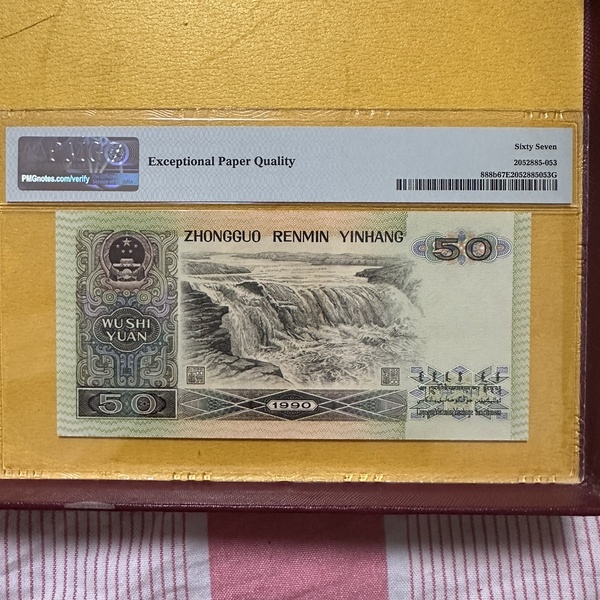 PMG
PMGnotes.com/verify
Exceptional Paper Quality
Sixty Seven
2052885-053
888b67E2052885053G
ZHONGGUO RENMIN YINHANG
50
WU SHI
YUAN
50
1990